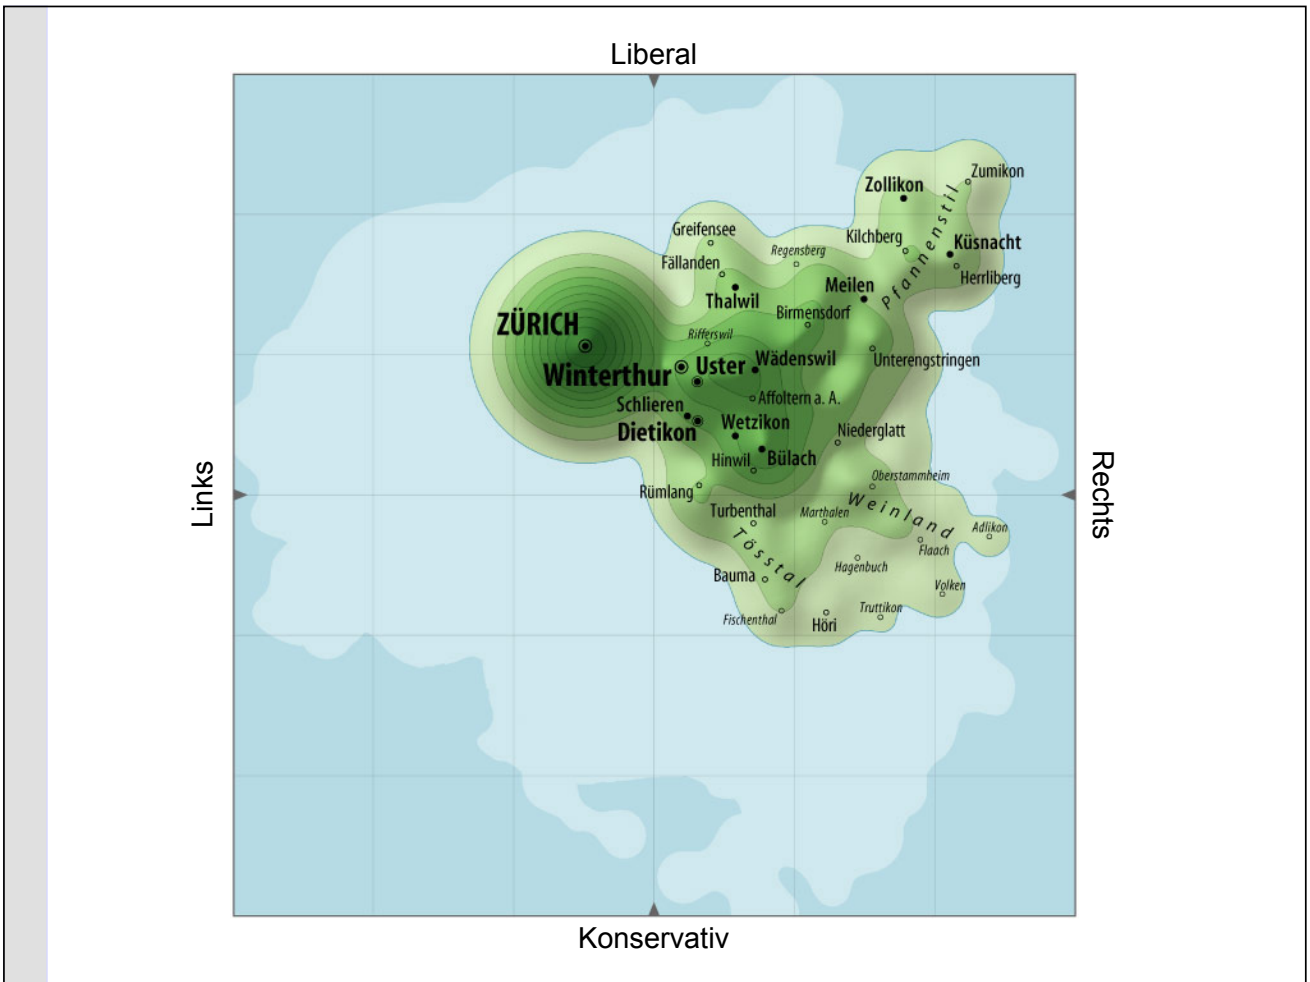 Liberal
Zumikon
Zollikon
Pfannenstil
Greifensee
Kilchberg
Küsnacht
Regensberg
Fällanden
Herrliberg
Meilen
Thalwil
Birmensdorf
ZÜRICH
Rifferswil
Wädenswil
Unterengstringen
Uster
Winterthur
Affoltern a. A.
Schlieren
Wetzikon
Dietikon
Niederglatt
Hinwil
Bülach
Oberstammheim
Rümlang
Links
Rechts
Weinland
Turbenthal
Marthalen
Adlikon
Tösstal
Flaach
Hagenbuch
Bauma
Volken
Truttikon
Fischenthal
Höri
Konservativ